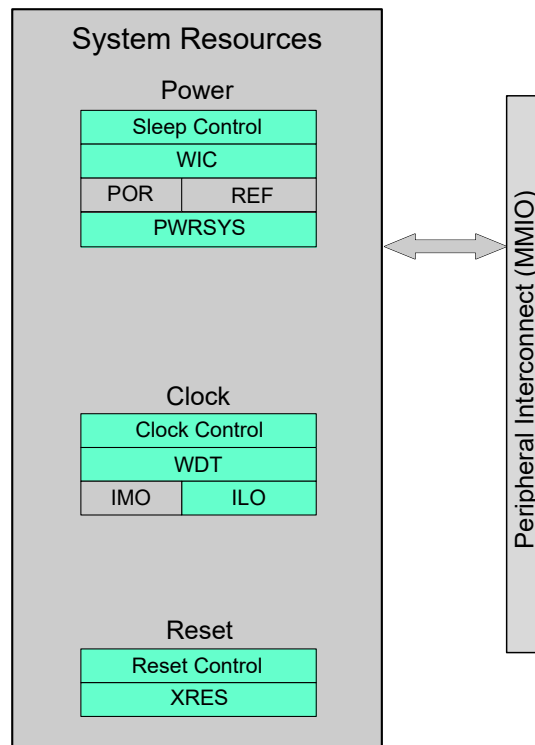 System Resources
Power
Sleep Control
WIC
POR REF
PWRSYS
Clock
Clock Control
WDT
IMO ILO
Reset
Reset Control
XRES
Peripheral Interconnect (MMIO)